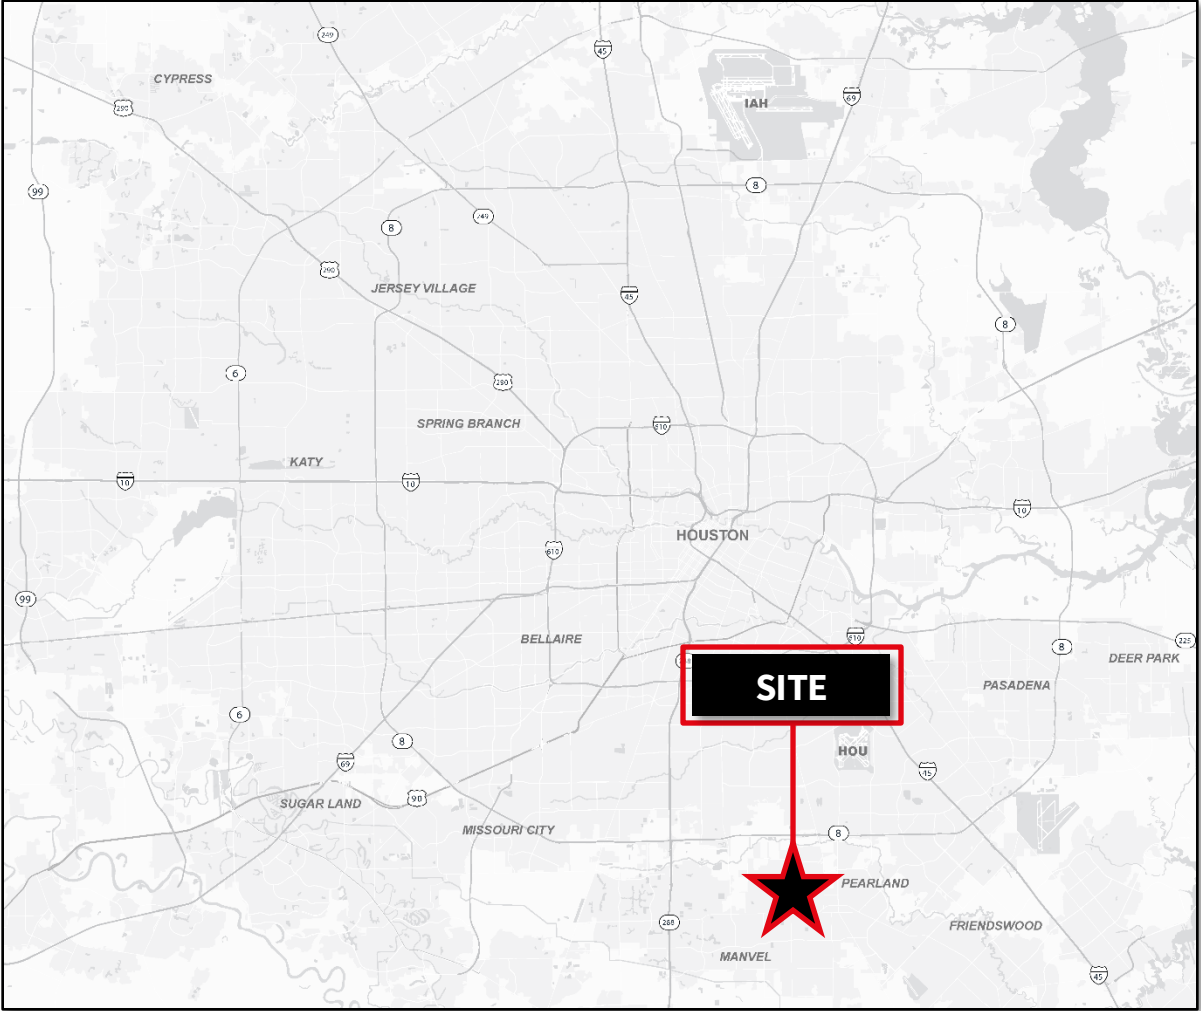 249
45
CYPRESS
69
IAH
290
8
99
249
8
290
JERSEY VILLAGE
45
8
6
290
SPRING BRANCH
610
KATY
10
10
10
HOUSTON
610
99
610
BELLAIRE
225
8
DEER PARK
SITE
PASADENA
6
8
HOU
69
45
90
SUGAR LAND
MISSOURI CITY
8
PEARLAND
288
FRIENDSWOOD
MANVEL
45